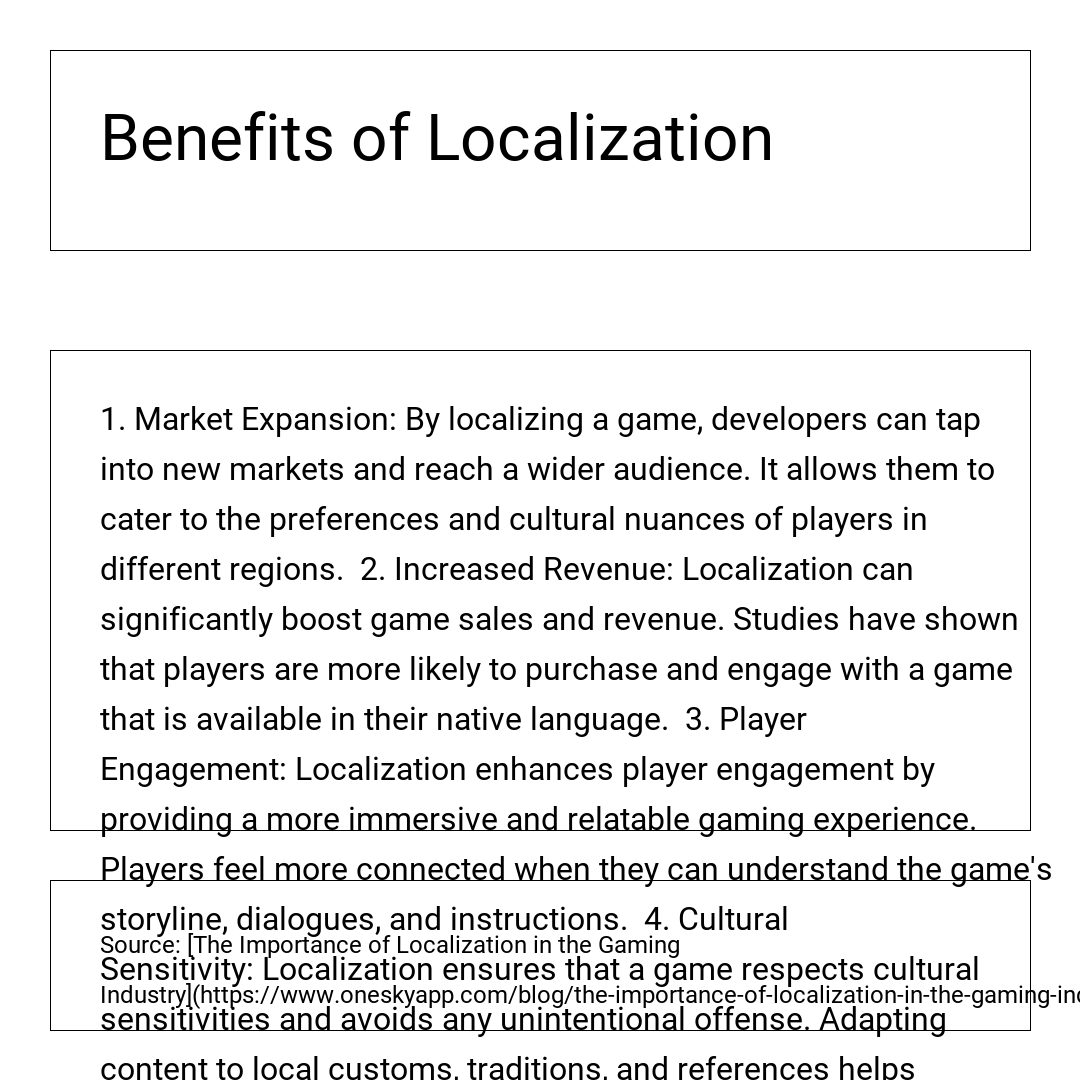 Benefits of Localization
1. Market Expansion: By localizing a game, developers can tap
into new markets and reach a wider audience. It allows them to
cater to the preferences and cultural nuances of players in
different regions.  2. Increased Revenue: Localization can
significantly boost game sales and revenue. Studies have shown
that players are more likely to purchase and engage with a game
that is available in their native language.  3. Player
Engagement: Localization enhances player engagement by
providing a more immersive and relatable gaming experience.
Players feel more connected when they can understand the game's
storyline, dialogues, and instructions.  4. Cultural
Sensitivity: Localization ensures that a game respects cultural
sensitivities and avoids any unintentional offense. Adapting
content to local customs, traditions, and references helps
Source: [The Importance of Localization in the Gaming
Industry](https://www.oneskyapp.com/blog/the-importance-of-localization-in-the-gaming-in